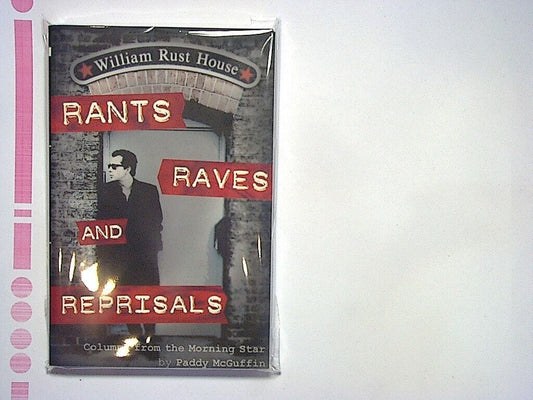 William Rust House
RANTS
RAVES
AND
REPRISALS
Columns from the Morning Star
by Paddy McGuffin